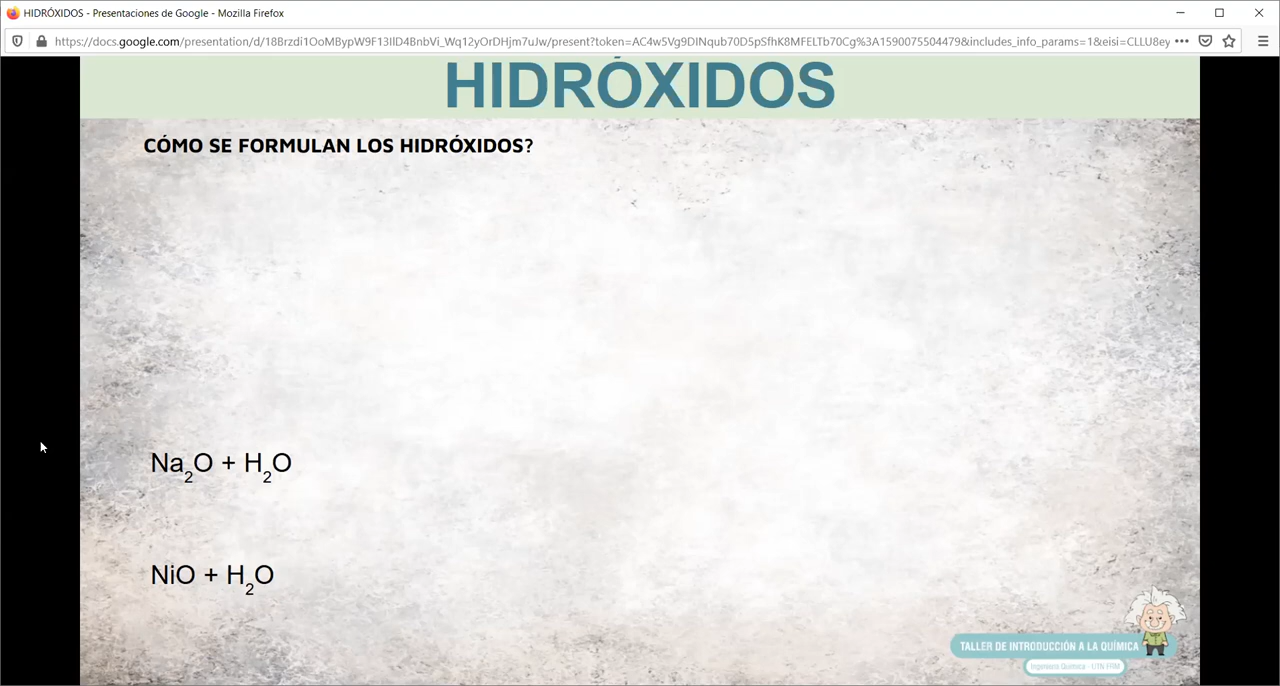 HIDRÓXIDOS - Presentaciones de Google - Mozilla Firefox
https://docs.google.com/presentation/d/18Brzdi1OoMBypW9F13IlD4BnbVi_Wq12yOrDHjm7uJw/present?token=AC4w5Vg9DINqub70D5pSfhK8MFELTb70Cg%3A1590075504479&includes_info_params=1&eisi=CLLU8ey
HIDRÓXIDOS
CÓMO SE FORMULAN LOS HIDRÓXIDOS?
Na₂O + H₂O
NiO + H₂O
TALLER DE INTRODUCCIÓN A LA QUÍMICA
Ingeniería Química - UTN FRM